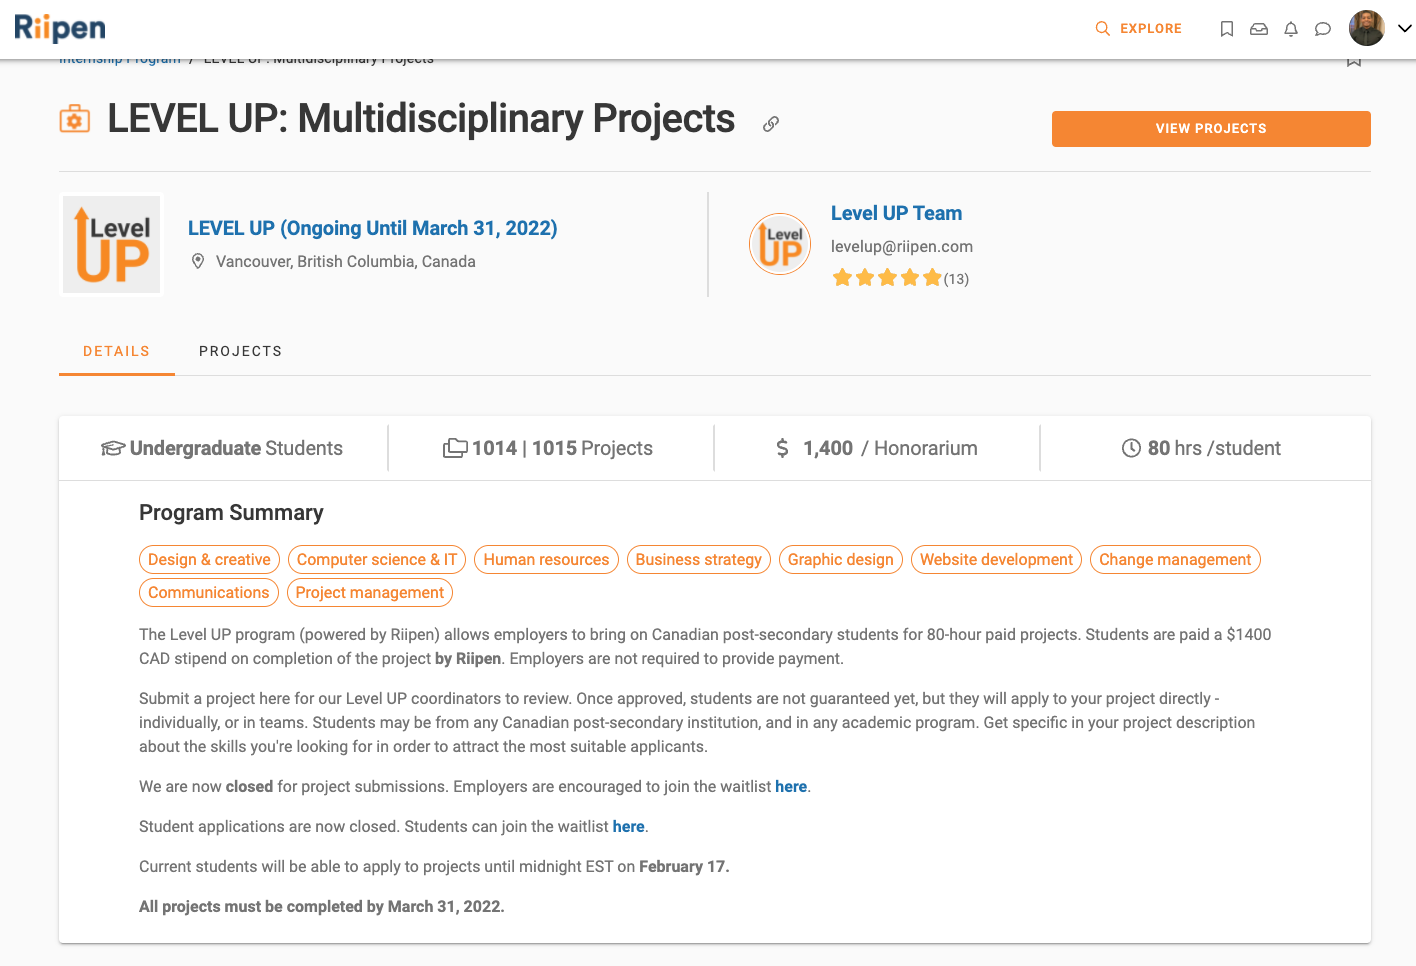 Riipen
EXPLORE
Internship Program / LEVEL UP: Multidisciplinary Projects
LEVEL UP: Multidisciplinary Projects
VIEW PROJECTS
Level
UP
LEVEL UP (Ongoing Until March 31, 2022)
Vancouver, British Columbia, Canada
Level
UP
Level UP Team
levelup@riipen.com
(13)
DETAILS
PROJECTS
Undergraduate Students
1014 | 1015 Projects
$ 1,400 / Honorarium
80 hrs /student
Program Summary
Design & creative
Computer science & IT
Human resources
Business strategy
Graphic design
Website development
Change management
Communications
Project management
The Level UP program (powered by Riipen) allows employers to bring on Canadian post-secondary students for 80-hour paid projects. Students are paid a $1400
CAD stipend on completion of the project by Riipen. Employers are not required to provide payment.
Submit a project here for our Level UP coordinators to review. Once approved, students are not guaranteed yet, but they will apply to your project directly -
individually, or in teams. Students may be from any Canadian post-secondary institution, and in any academic program. Get specific in your project description
about the skills you're looking for in order to attract the most suitable applicants.
We are now closed for project submissions. Employers are encouraged to join the waitlist here.
Student applications are now closed. Students can join the waitlist here.
Current students will be able to apply to projects until midnight EST on February 17.
All projects must be completed by March 31, 2022.